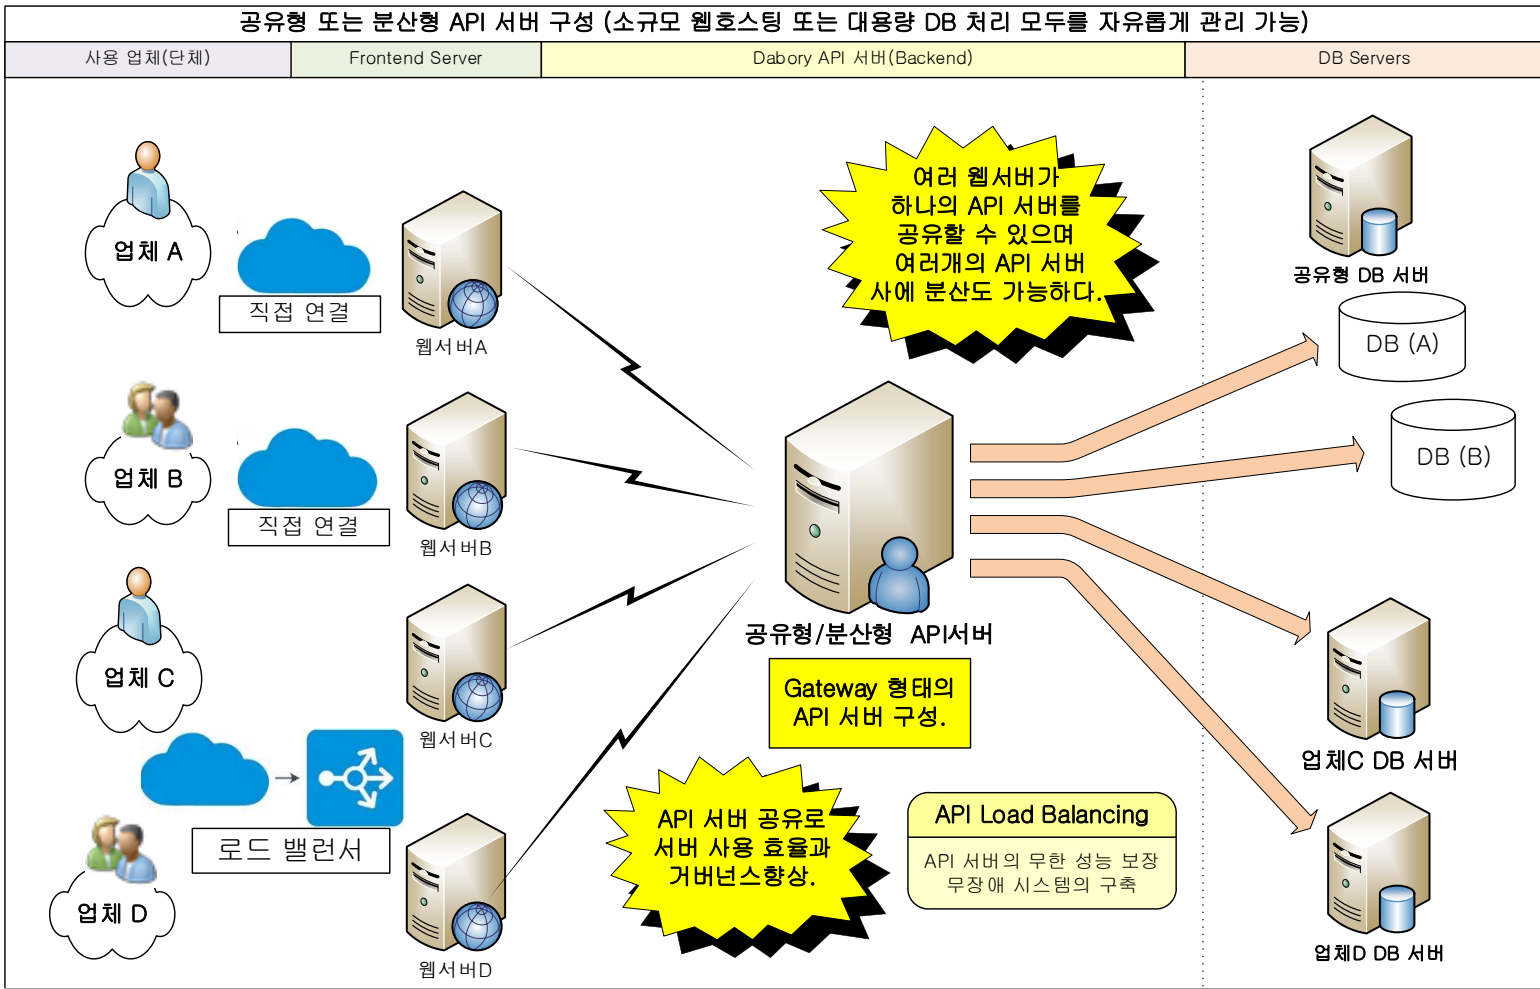 공유형 또는 분산형 API 서버 구성 (소규모 웹호스팅 또는 대용량 DB 처리 모두를 자유롭게 관리 가능)
사용 업체(단체)
Frontend Server
Dabory API 서버(Backend)
DB Servers
업체 A
직접 연결
웹서버A
여러 웹서버가
하나의 API 서버를
공유할 수 있으며
여러개의 API 서버
사에 분산도 가능하다.
공유형 DB 서버
DB (A)
업체 B
직접 연결
웹서버B
DB (B)
공유형/분산형 API서버
Gateway 형태의
API 서버 구성.
업체 C
웹서버C
업체C DB 서버
로드 밸런서
API 서버 공유로
서버 사용 효율과
거버넌스향상.
API Load Balancing
API 서버의 무한 성능 보장
무장애 시스템의 구축
업체 D
웹서버D
업체D DB 서버